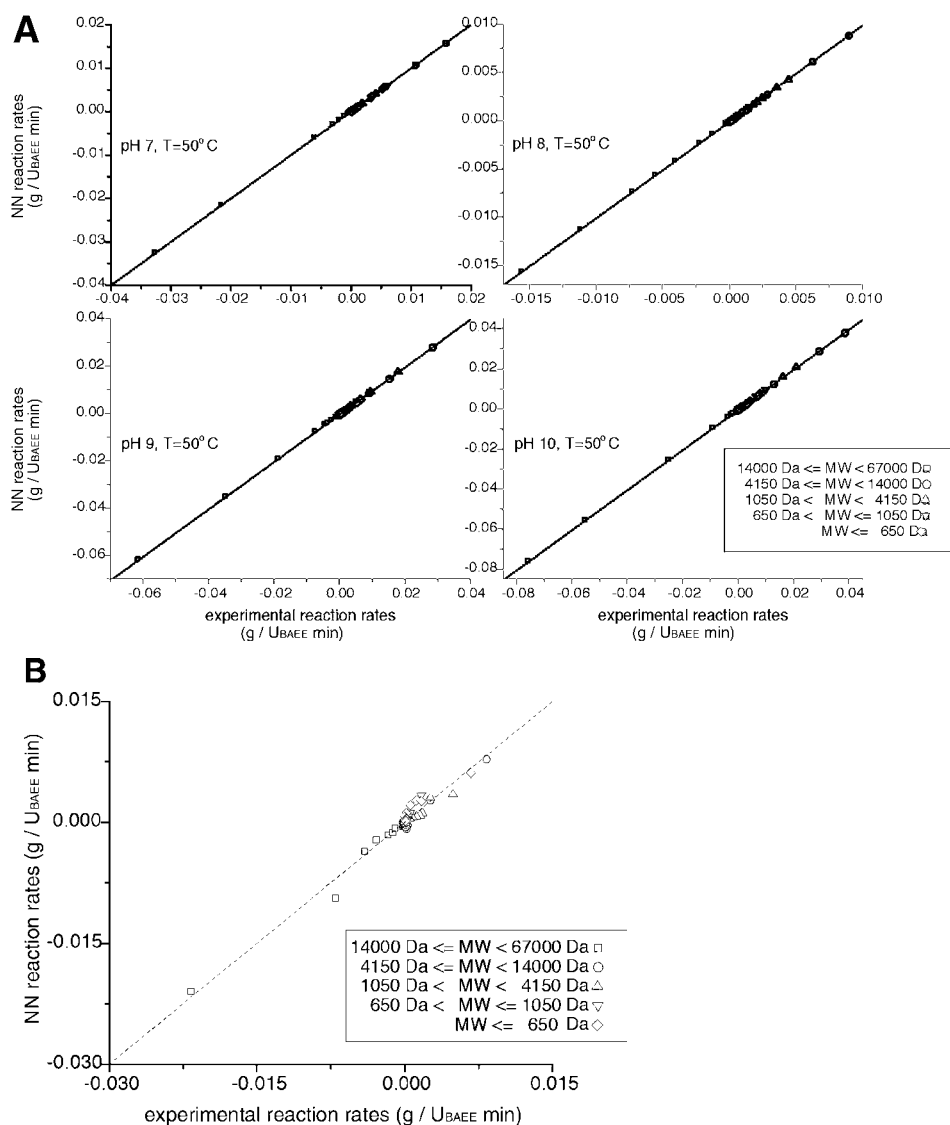 A
0.02
0.01
0.00
-0.01
-0.02
-0.03
-0.04
NN reaction rates
(g / UBAEE min)
pH 7, T=50°C
-0.04 -0.03 -0.02 -0.01 0.00 0.01 0.02
0.010
0.005
0.000
-0.005
-0.010
-0.015
pH 8, T=50°C
-0.015 -0.010 -0.005 0.000 0.005 0.010
0.04
0.02
0.00
-0.02
-0.04
-0.06
NN reaction rates
(g / UBAEE min)
pH 9, T=50°C
-0.06 -0.04 -0.02 0.00 0.02 0.04
experimental reaction rates
(g / UBAEE min)
0.04
0.02
0.00
-0.02
-0.04
-0.06
-0.08
pH 10, T=50°C
14000 Da <= MW < 67000 Da
4150 Da <= MW < 14000 Da
1050 Da < MW < 4150 Da
650 Da < MW <= 1050 Da
MW <= 650 Da
-0.08 -0.06 -0.04 -0.02 0.00 0.02 0.04
experimental reaction rates
(g / UBAEE min)
B
0.015
0.000
-0.015
-0.030
NN reaction rates (g / UBAEE min)
14000 Da <= MW < 67000 Da
4150 Da <= MW < 14000 Da
1050 Da < MW < 4150 Da
650 Da < MW <= 1050 Da
MW <= 650 Da
-0.030 -0.015 0.000 0.015
experimental reaction rates (g / UBAEE min)